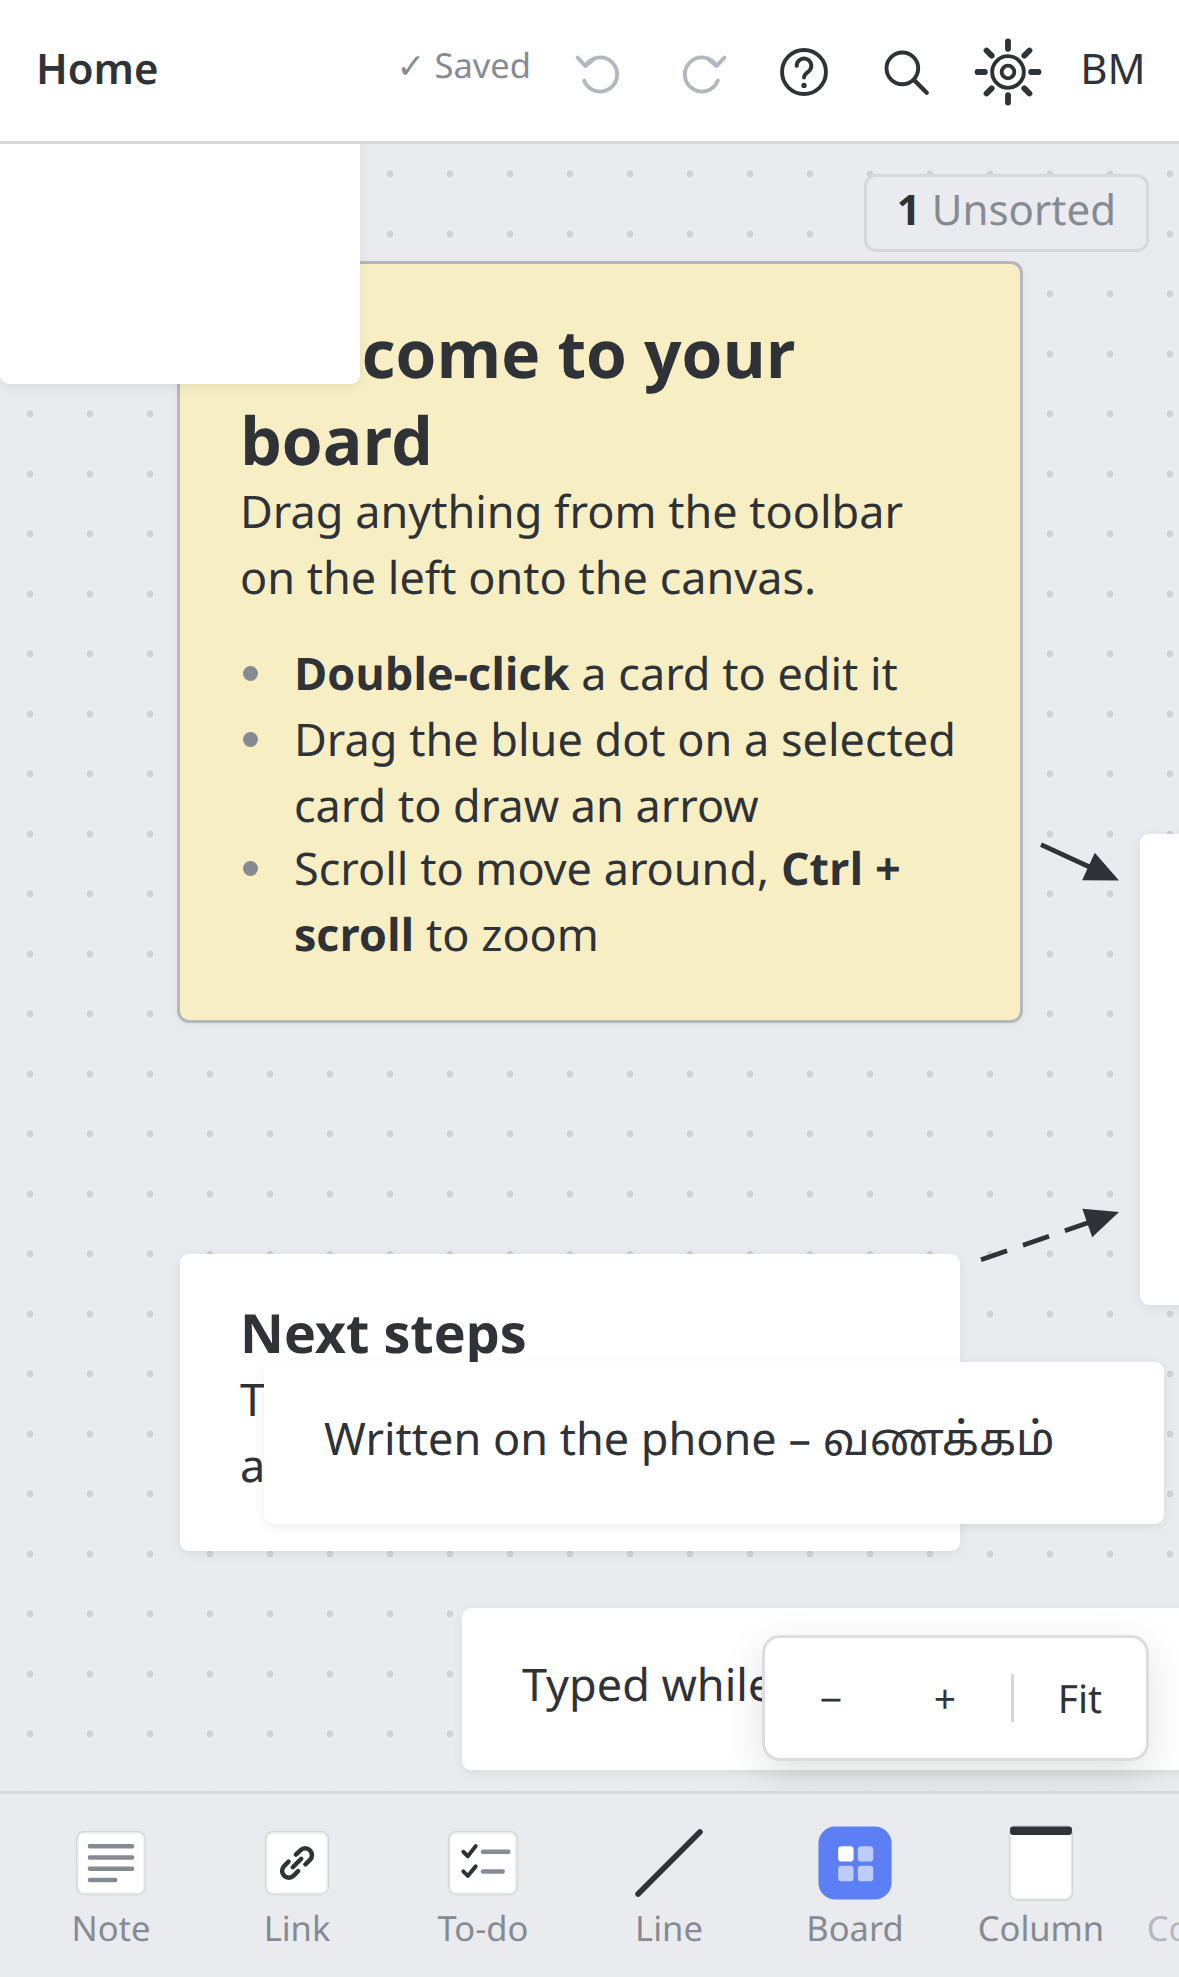 Home
✓ Saved
BM
1 Unsorted
come to your
board
Drag anything from the toolbar
on the left onto the canvas.
• Double-click a card to edit it
• Drag the blue dot on a selected
card to draw an arrow
• Scroll to move around, Ctrl +
scroll to zoom
Next steps
Written on the phone – வணக்கம்
Typed while
− + Fit
Note
Link
To-do
Line
Board
Column